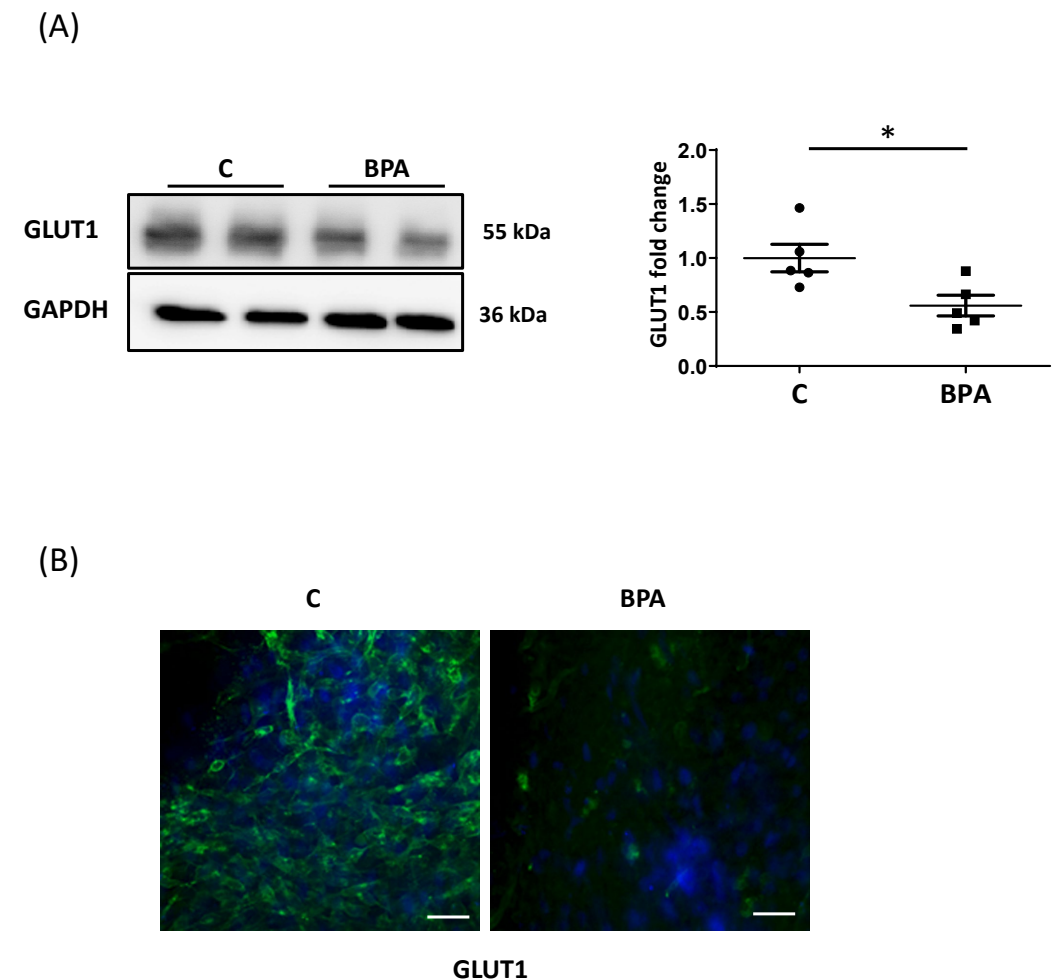 (A)
C BPA
GLUT1 55 kDa
GAPDH 36 kDa
*
GLUT1 fold change
2.0
1.5
1.0
0.5
0.0
C BPA
(B)
C BPA
GLUT1